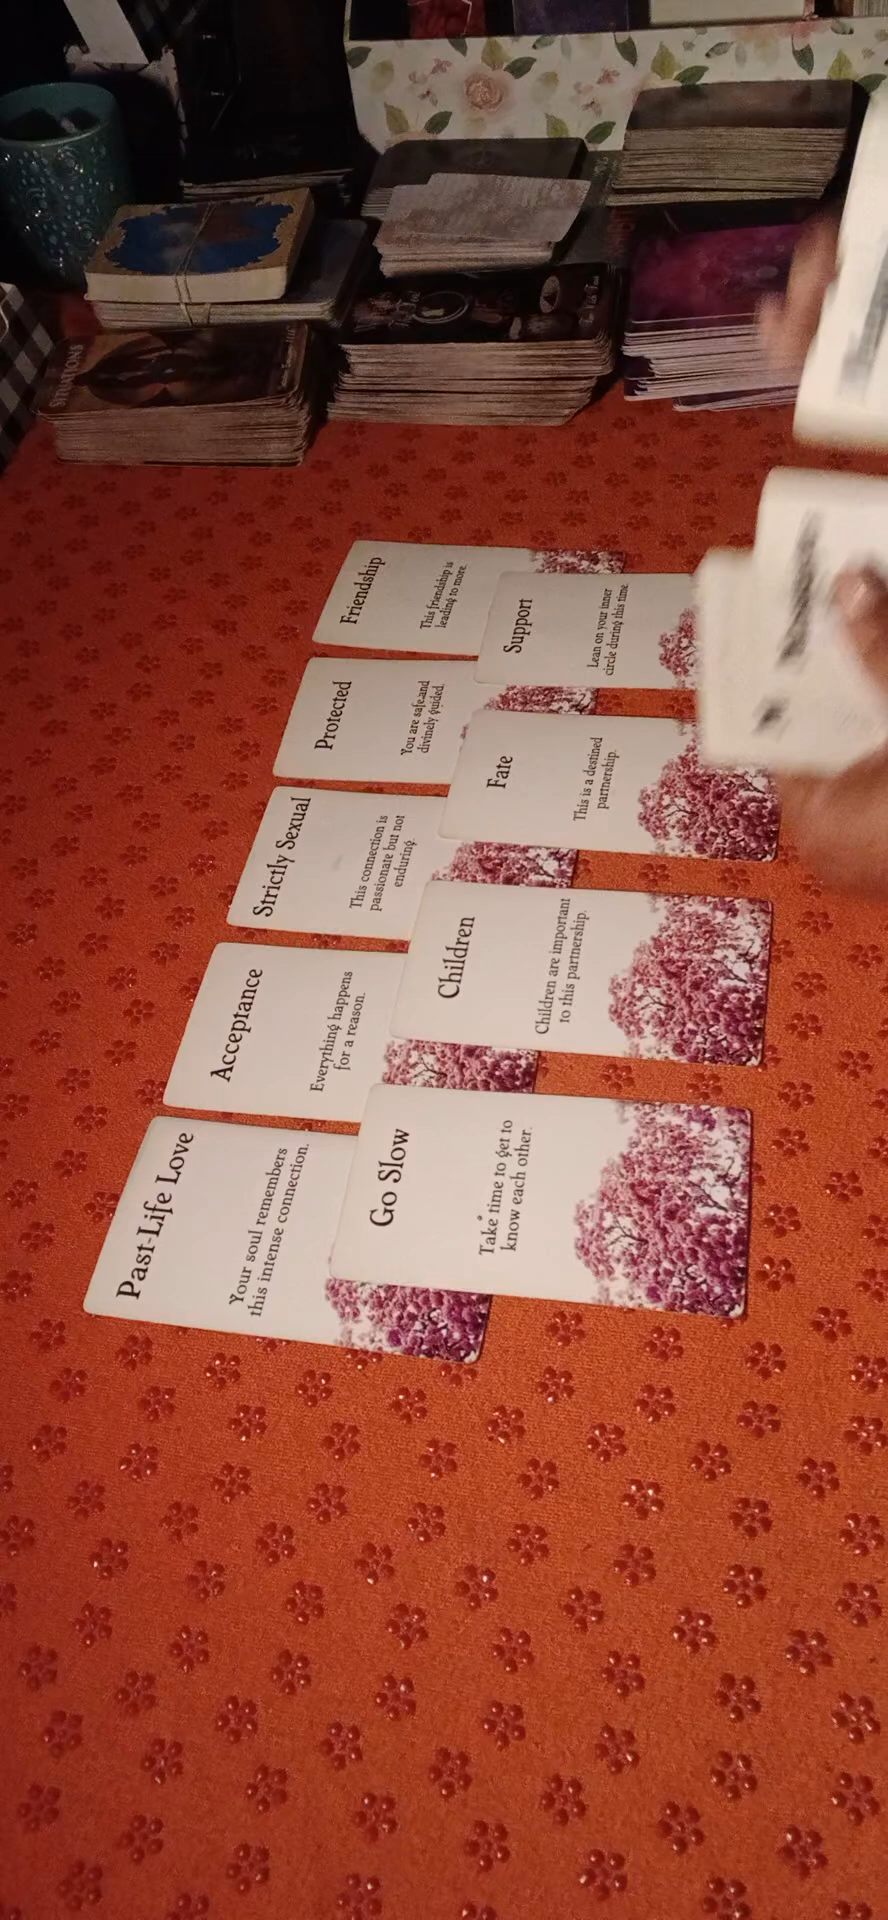 Friendship
This friendship is
leading to more.
Support
Lean on your inner
circle during this time.
Protected
You are safe and
divinely guided.
Fate
This is a destined
partnership.
Strictly Sexual
This connection is
passionate but not
enduring.
Children
Children are important
to this partnership.
Acceptance
Everything happens
for a reason.
Go Slow
Take time to get to
know each other.
Past-Life Love
Your soul remembers
this intense connection.